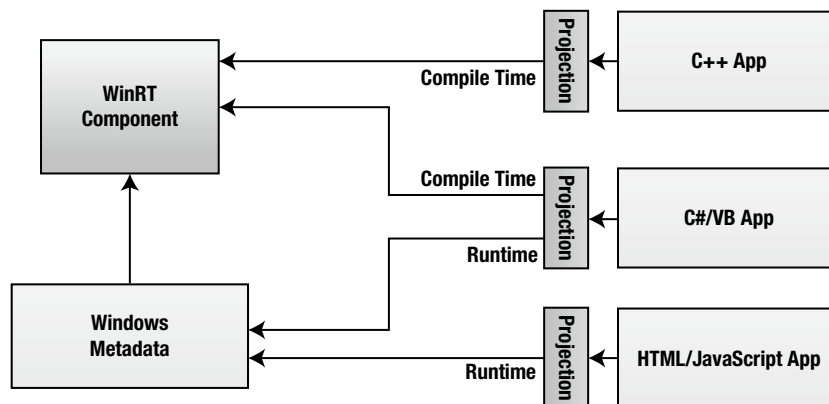 Projection
C++ App
Compile Time
WinRT
Component
Compile Time
Projection
C#/VB App
Runtime
Windows
Metadata
Projection
HTML/JavaScript App
Runtime